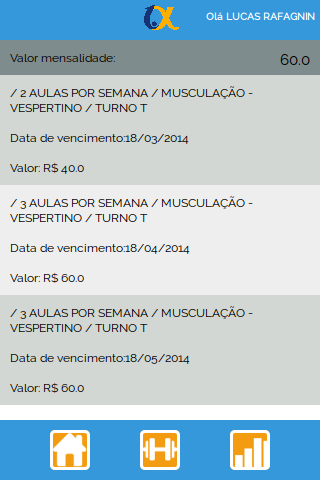 Olá LUCAS RAFAGNIN
Valor mensalidade:
60.0
/ 2 AULAS POR SEMANA / MUSCULAÇÃO -
VESPERTINO / TURNO T
Data de vencimento:18/03/2014
Valor: R$ 40.0
/ 3 AULAS POR SEMANA / MUSCULAÇÃO -
VESPERTINO / TURNO T
Data de vencimento:18/04/2014
Valor: R$ 60.0
/ 3 AULAS POR SEMANA / MUSCULAÇÃO -
VESPERTINO / TURNO T
Data de vencimento:18/05/2014
Valor: R$ 60.0